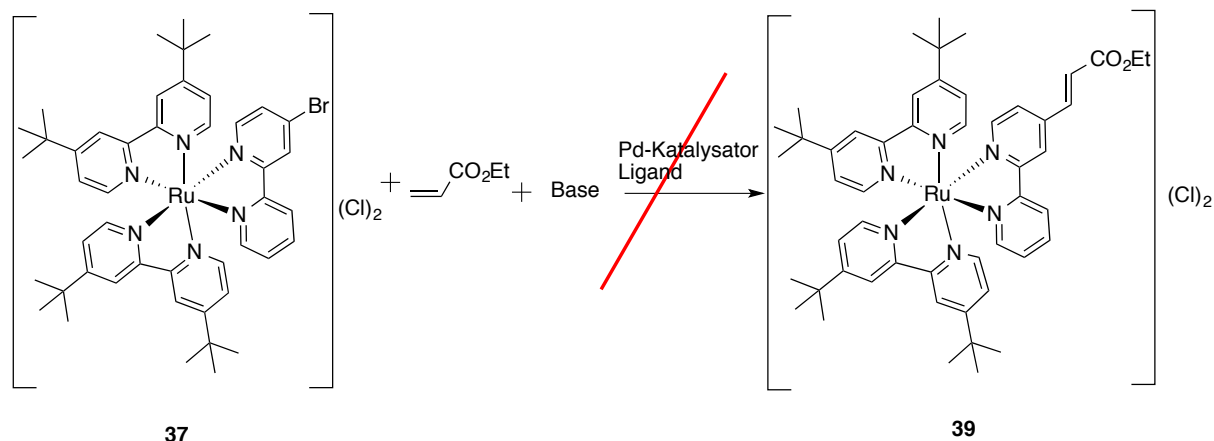 Br
N
N
N
N
Ru
N
N
(Cl)2
37
+
CO2Et
+
Base
Pd-Katalysator
Ligand
CO2Et
N
N
N
N
Ru
N
N
(Cl)2
39